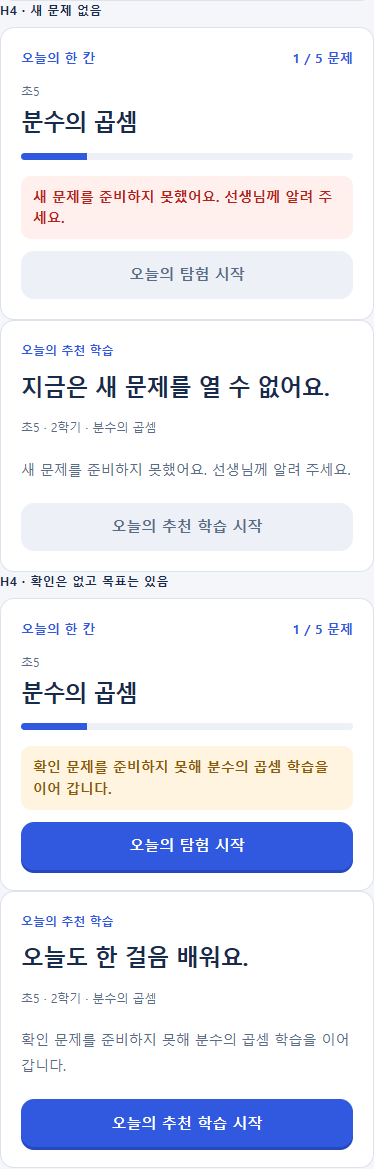 H4 · 새 문제 없음
오늘의 한 칸
1 / 5 문제
초5
분수의 곱셈
새 문제를 준비하지 못했어요. 선생님께 알려 주
세요.
오늘의 탐험 시작
오늘의 추천 학습
지금은 새 문제를 열 수 없어요.
초5 · 2학기 · 분수의 곱셈
새 문제를 준비하지 못했어요. 선생님께 알려 주세요.
오늘의 추천 학습 시작
H4 · 확인은 없고 목표는 있음
오늘의 한 칸
1 / 5 문제
초5
분수의 곱셈
확인 문제를 준비하지 못해 분수의 곱셈 학습을
이어 갑니다.
오늘의 탐험 시작
오늘의 추천 학습
오늘도 한 걸음 배워요.
초5 · 2학기 · 분수의 곱셈
확인 문제를 준비하지 못해 분수의 곱셈 학습을 이어
갑니다.
오늘의 추천 학습 시작